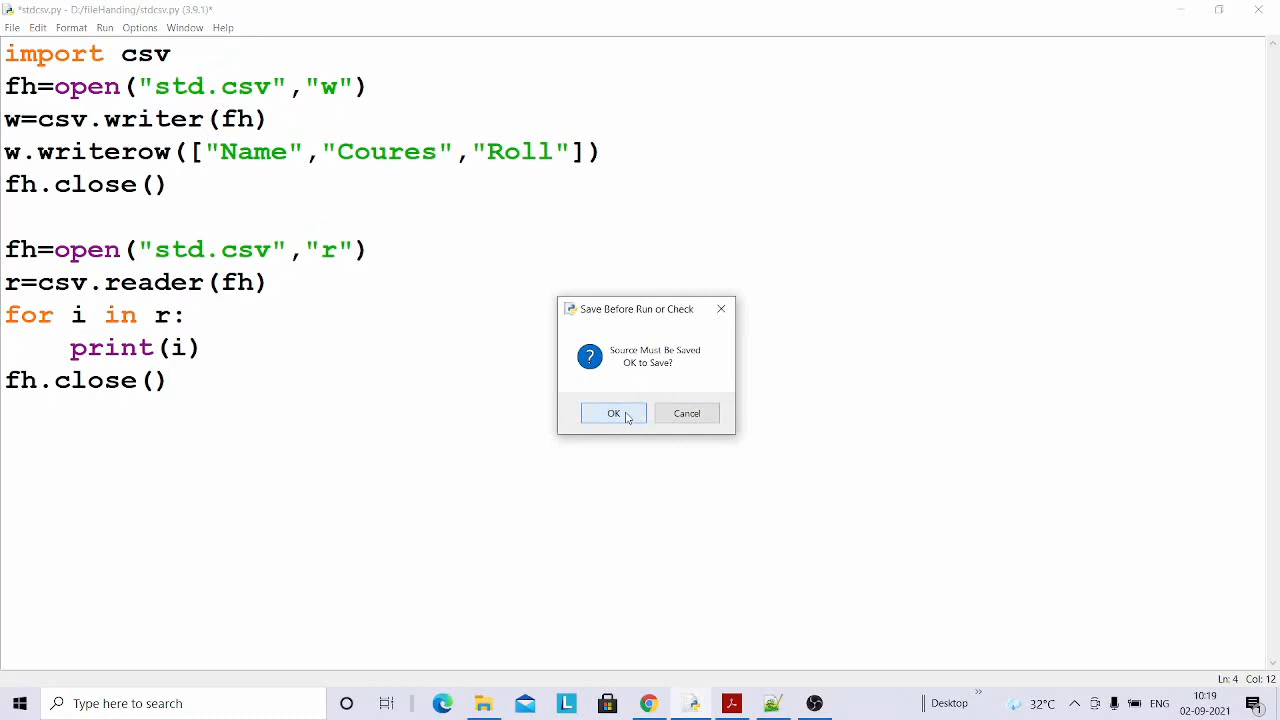 *stdcsv.py - D:/fileHanding/stdcsv.py (3.9.1)*
File Edit Format Run Options Window Help
import csv
fh=open("std.csv","w")
w=csv.writer(fh)
w.writerow(["Name","Coures","Roll"])
fh.close()
fh=open("std.csv","r")
r=csv.reader(fh)
for i in r:
    print(i)
fh.close()
Save Before Run or Check
?
Source Must Be Saved
OK to Save?
OK Cancel
Ln: 4 Col: 12
Type here to search
L
Desktop
32°C
ENG
10:19
02-09-2021
1